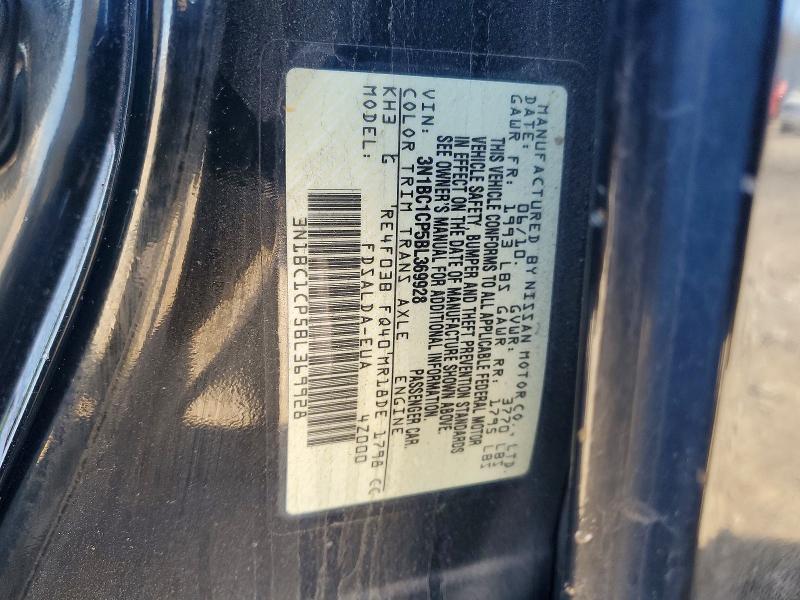 MANUFACTURED BY NISSAN MOTOR CO., LTD.
DATE: 06/10. GVWR: 3770 LBS
GAWR FR: 1993 LBS GAWR RR: 1795 LBS
THIS VEHICLE CONFORMS TO ALL APPLICABLE FEDERAL MOTOR
VEHICLE SAFETY, BUMPER AND THEFT PREVENTION STANDARDS
IN EFFECT ON THE DATE OF MANUFACTURE SHOWN ABOVE.
SEE OWNER'S MANUAL FOR ADDITIONAL INFORMATION.
VIN: 3N1BC1CP5BL369928 PASSENGER CAR
COLOR TRIM TRANS AXLE ENGINE
KH3 G RE4F03B FQ40 MR18DE 1798 CC
MODEL: FDSALDA-EUA 4Z000
3N1BC1CP5BL369928